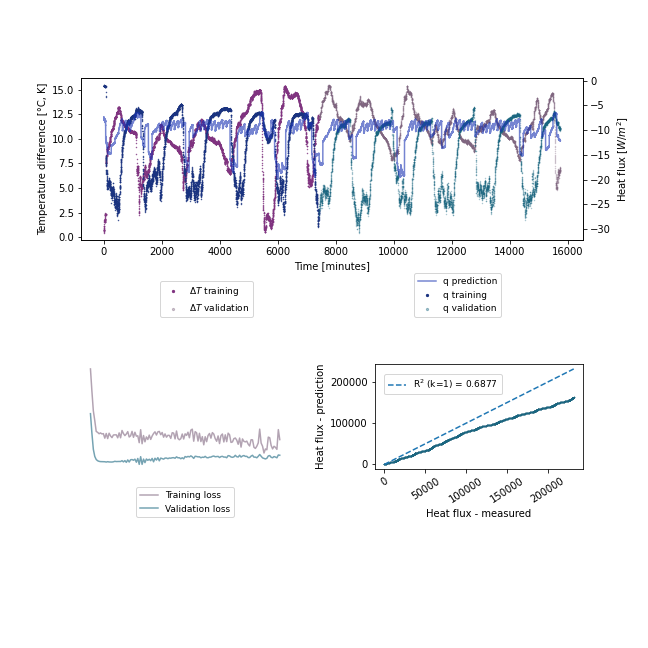 15.0
12.5
10.0
7.5
5.0
2.5
0.0
Temperature difference [°C, K]
0
−5
−10
−15
−20
−25
−30
Heat flux [W/m²]
0 2000 4000 6000 8000 10000 12000 14000 16000
Time [minutes]
ΔT training
ΔT validation
q prediction
q training
q validation
Training loss
Validation loss
Heat flux - prediction
200000
100000
0
R² (k=1) = 0.6877
0 50000 100000 150000 200000
Heat flux - measured